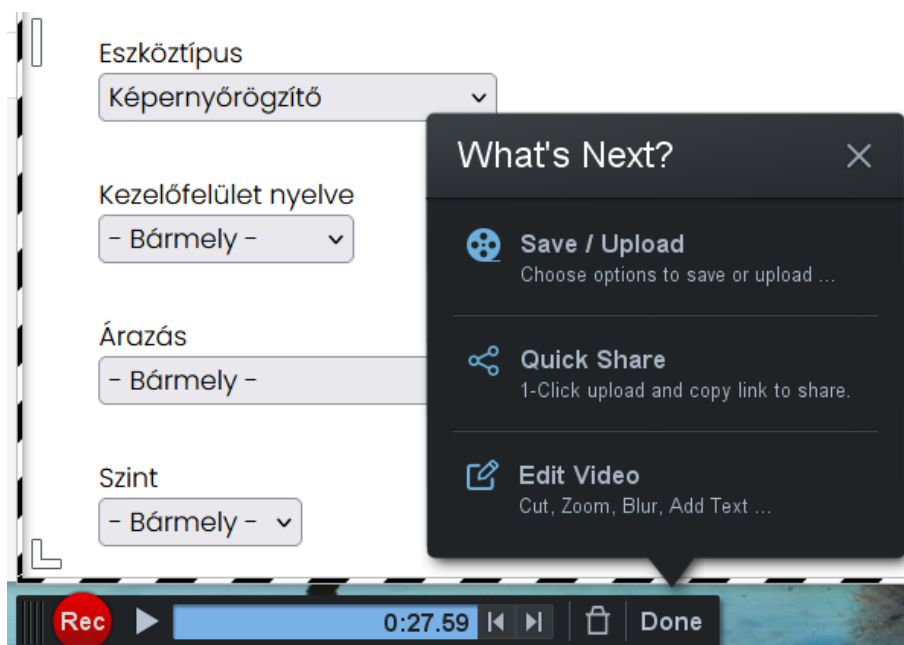 Eszköztípus
Képernyőrögzítő
Kezelőfelület nyelve
- Bármely -
Árazás
- Bármely -
Szint
- Bármely -
What's Next?
Save / Upload
Choose options to save or upload ...
Quick Share
1-Click upload and copy link to share.
Edit Video
Cut, Zoom, Blur, Add Text ...
Rec 0:27.59 Done